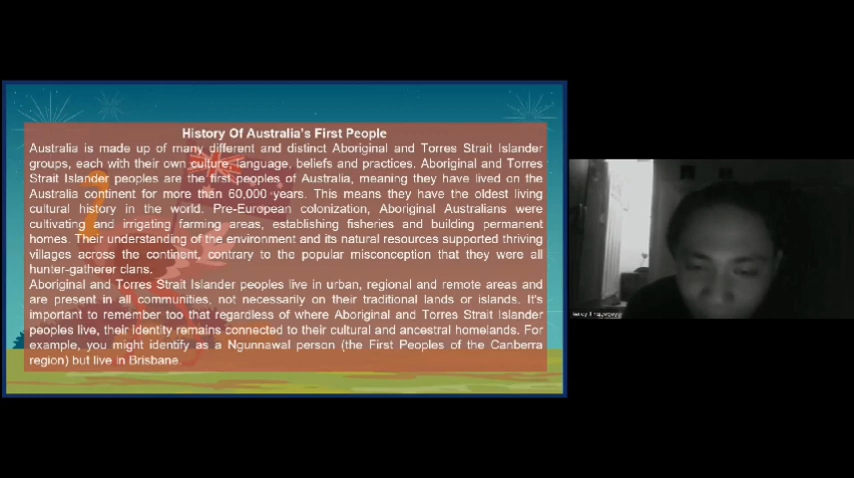 History Of Australia's First People
Australia is made up of many different and distinct Aboriginal and Torres Strait Islander
groups, each with their own culture, language, beliefs and practices. Aboriginal and Torres
Strait Islander peoples are the first peoples of Australia, meaning they have lived on the
Australia continent for more than 60,000 years. This means they have the oldest living
cultural history in the world. Pre-European colonization, Aboriginal Australians were
cultivating and irrigating farming areas, establishing fisheries and building permanent
homes. Their understanding of the environment and its natural resources supported thriving
villages across the continent, contrary to the popular misconception that they were all
hunter-gatherer clans.
Aboriginal and Torres Strait Islander peoples live in urban, regional and remote areas and
are present in all communities, not necessarily on their traditional lands or islands. It's
important to remember too that regardless of where Aboriginal and Torres Strait Islander
peoples live, their identity remains connected to their cultural and ancestral homelands. For
example, you might identify as a Ngunnawal person (the First Peoples of the Canberra
region) but live in Brisbane.